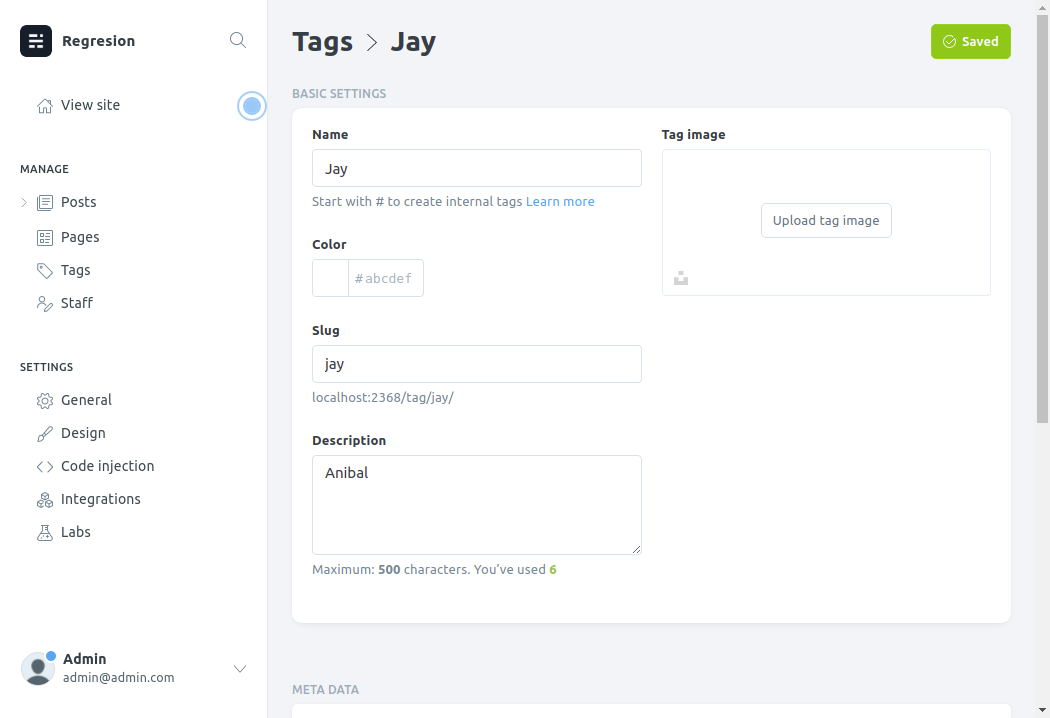 Regresion
View site
MANAGE
Posts
Pages
Tags
Staff
SETTINGS
General
Design
Code injection
Integrations
Labs
Admin
admin@admin.com
Tags > Jay
Saved
BASIC SETTINGS
Name
Jay
Start with # to create internal tags Learn more
Color
#abcdef
Slug
jay
localhost:2368/tag/jay/
Description
Anibal
Maximum: 500 characters. You've used 6
Tag image
Upload tag image
META DATA